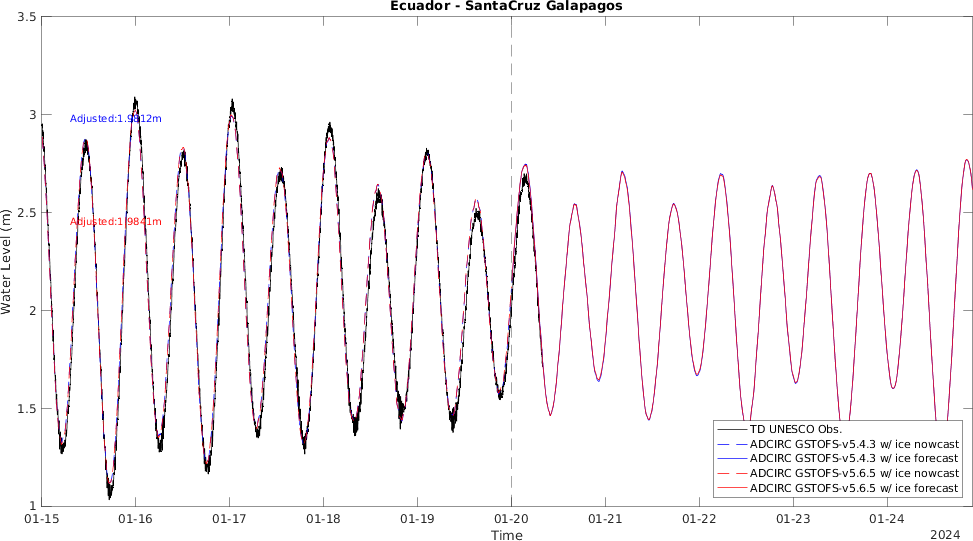 Ecuador - SantaCruz Galapagos
3.5
3
2.5
2
1.5
1
Water Level (m)
Adjusted:1.9812m
Adjusted:1.9841m
TD UNESCO Obs.
ADCIRC GSTOFS-v5.4.3 w/ ice nowcast
ADCIRC GSTOFS-v5.4.3 w/ ice forecast
ADCIRC GSTOFS-v5.6.5 w/ ice nowcast
ADCIRC GSTOFS-v5.6.5 w/ ice forecast
01-15 01-16 01-17 01-18 01-19 01-20 01-21 01-22 01-23 01-24
Time
2024